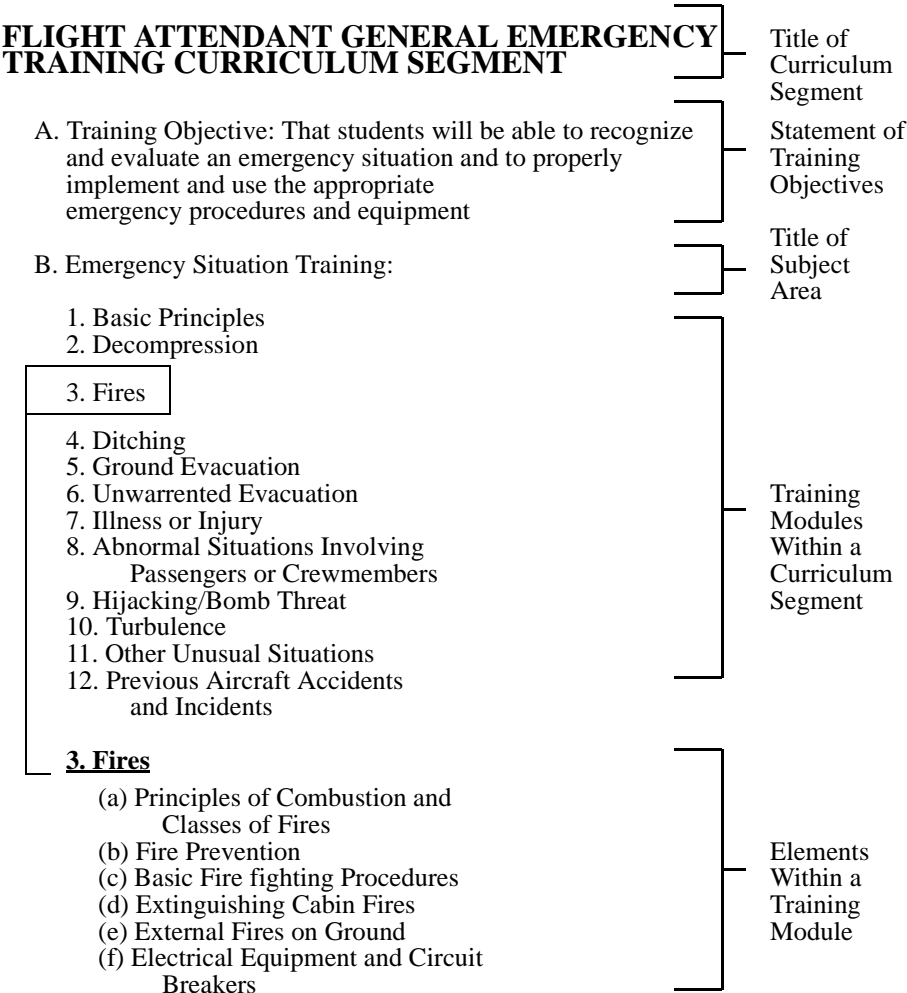 FLIGHT ATTENDANT GENERAL EMERGENCY
TRAINING CURRICULUM SEGMENT
Title of
Curriculum
Segment
A. Training Objective: That students will be able to recognize
and evaluate an emergency situation and to properly
implement and use the appropriate
emergency procedures and equipment
Statement of
Training
Objectives
B. Emergency Situation Training:
Title of
Subject
Area
1. Basic Principles
2. Decompression
3. Fires
4. Ditching
5. Ground Evacuation
6. Unwarrented Evacuation
7. Illness or Injury
8. Abnormal Situations Involving
Passengers or Crewmembers
9. Hijacking/Bomb Threat
10. Turbulence
11. Other Unusual Situations
12. Previous Aircraft Accidents
and Incidents
Training
Modules
Within a
Curriculum
Segment
3. Fires
(a) Principles of Combustion and
Classes of Fires
(b) Fire Prevention
(c) Basic Fire fighting Procedures
(d) Extinguishing Cabin Fires
(e) External Fires on Ground
(f) Electrical Equipment and Circuit
Breakers
Elements
Within a
Training
Module